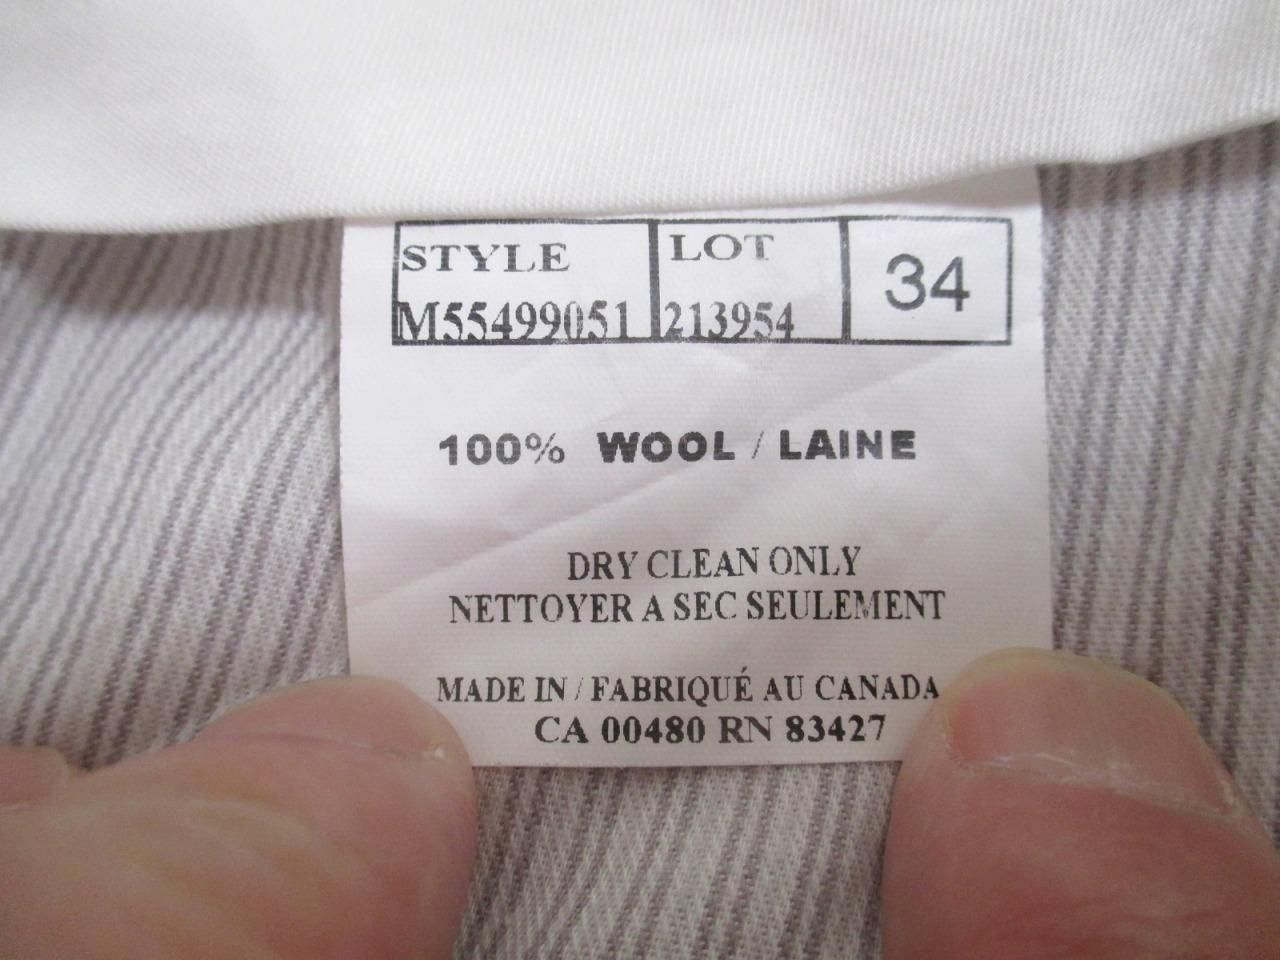 STYLE LOT 34
M55499051 213954
100% WOOL / LAINE
DRY CLEAN ONLY
NETTOYER A SEC SEULEMENT
MADE IN / FABRIQUÉ AU CANADA
CA 00480 RN 83427